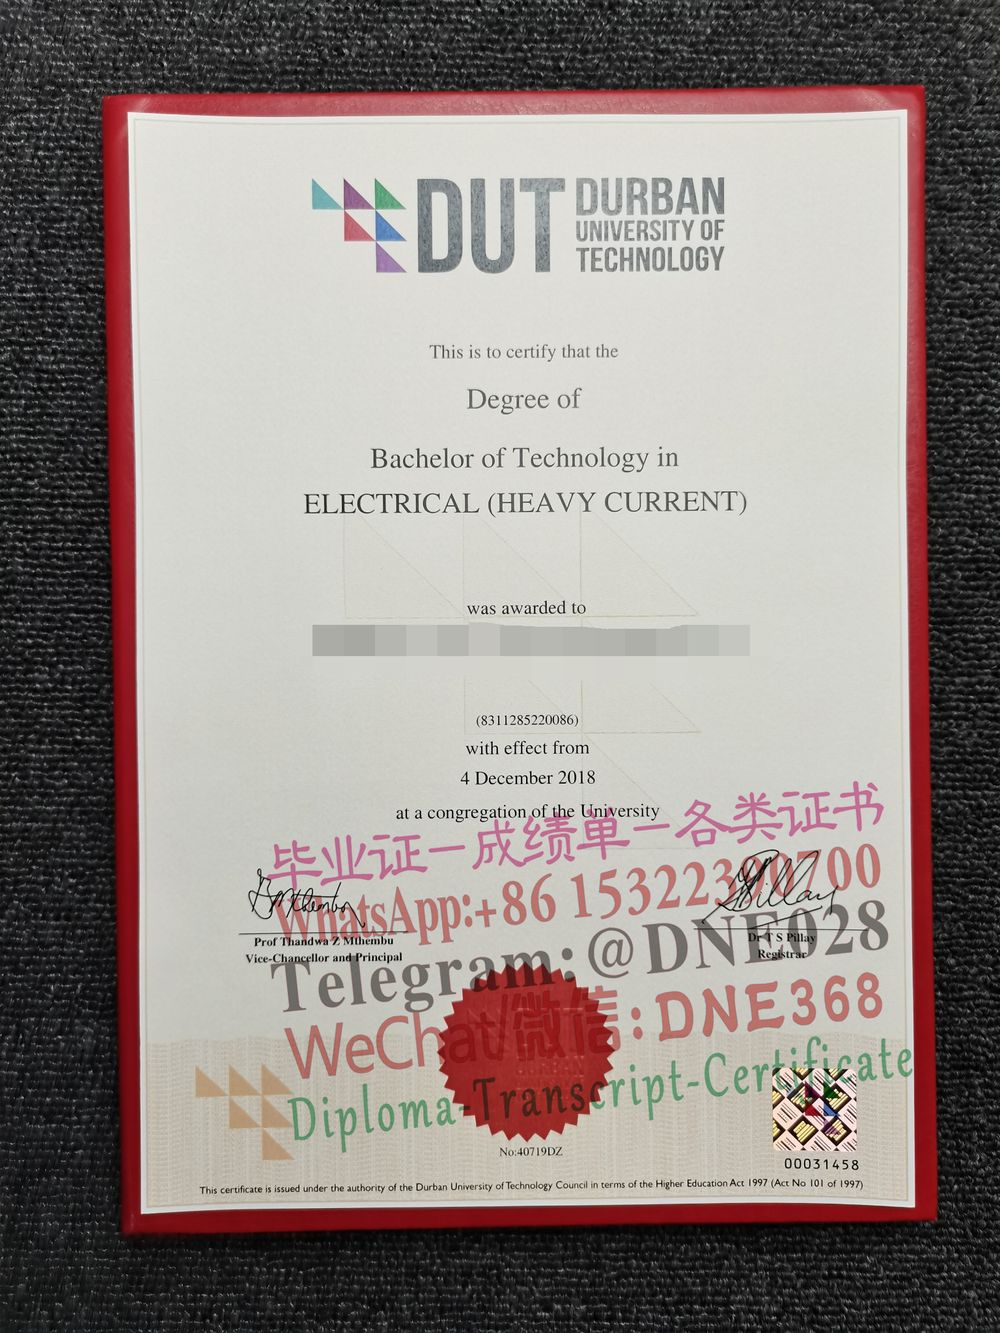 DUT DURBAN
UNIVERSITY OF
TECHNOLOGY
This is to certify that the
Degree of
Bachelor of Technology in
ELECTRICAL (HEAVY CURRENT)
was awarded to
(8311285220086)
with effect from
4 December 2018
at a congregation of the University
毕业证－成绩单－各类证书
WhatsApp:+86 15322300700
Prof Thandwa Z Mthembu
Vice-Chancellor and Principal
Dr T S Pillay
Registrar
Telegram:@DNE028
WeChat/微信:DNE368
Diploma-Transcript-Certificate
No:40719DZ
00031458
This certificate is issued under the authority of the Durban University of Technology Council in terms of the Higher Education Act 1997 (Act No 101 of 1997)